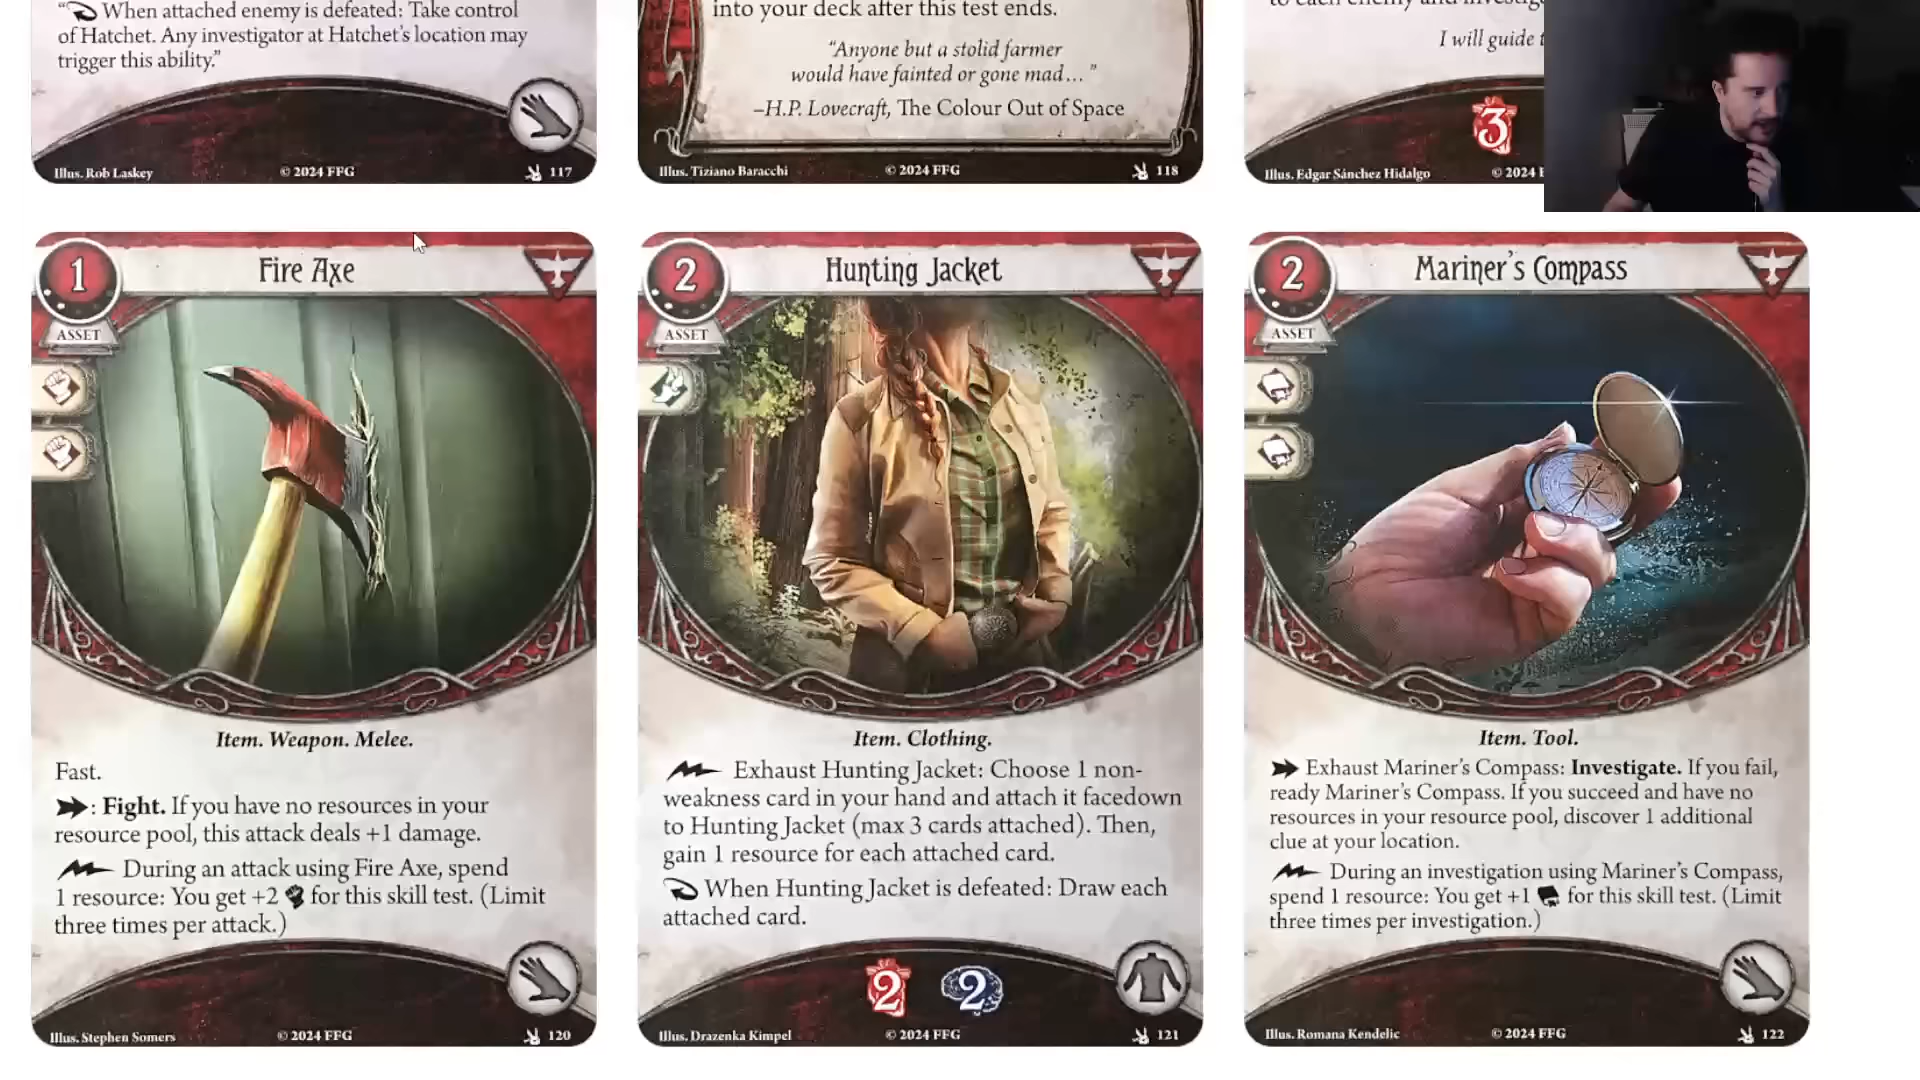 “ When attached enemy is defeated: Take control
of Hatchet. Any investigator at Hatchet’s location may
trigger this ability.”
Illus. Rob Laskey
© 2024 FFG
117
into your deck after this test ends.
“Anyone but a stolid farmer
would have fainted or gone mad…”
–H.P. Lovecraft, The Colour Out of Space
Illus. Tiziano Baracchi
© 2024 FFG
118
to each enemy and
I will guide
3
Illus. Edgar Sánchez Hidalgo
© 2024
1
Fire Axe
ASSET
Item. Weapon. Melee.
Fast.
: Fight. If you have no resources in your
resource pool, this attack deals +1 damage.
During an attack using Fire Axe, spend
1 resource: You get +2 for this skill test. (Limit
three times per attack.)
Illus. Stephen Somers
© 2024 FFG
120
2
Hunting Jacket
ASSET
Item. Clothing.
Exhaust Hunting Jacket: Choose 1 non-
weakness card in your hand and attach it facedown
to Hunting Jacket (max 3 cards attached). Then,
gain 1 resource for each attached card.
When Hunting Jacket is defeated: Draw each
attached card.
2 2
Illus. Drazenka Kimpel
© 2024 FFG
121
2
Mariner’s Compass
ASSET
Item. Tool.
Exhaust Mariner’s Compass: Investigate. If you fail,
ready Mariner’s Compass. If you succeed and have no
resources in your resource pool, discover 1 additional
clue at your location.
During an investigation using Mariner’s Compass,
spend 1 resource: You get +1 for this skill test. (Limit
three times per investigation.)
Illus. Romana Kendelic
© 2024 FFG
122